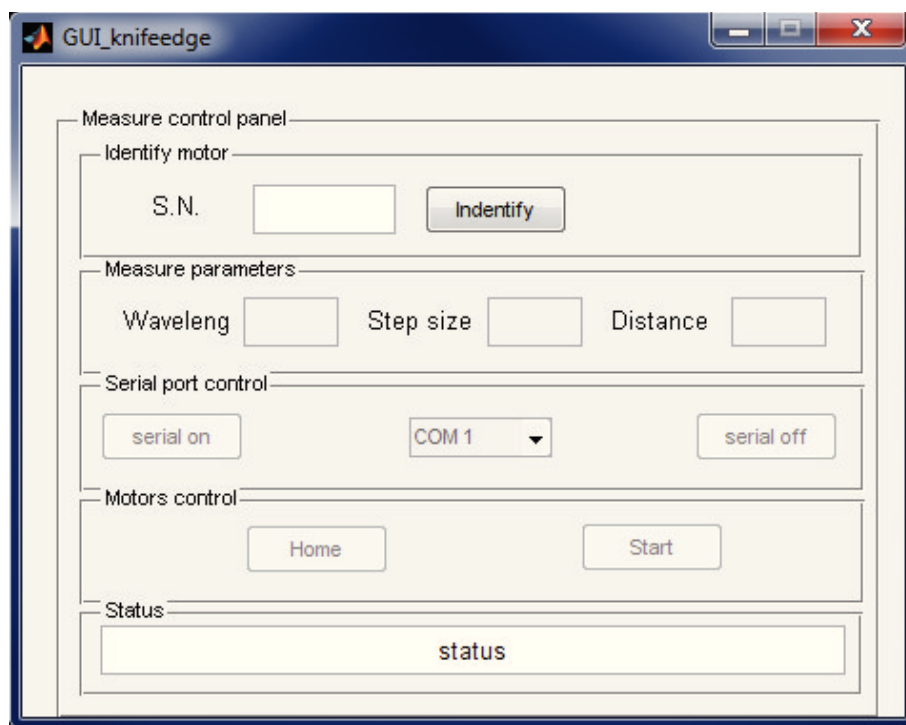 GUI_knifeedge
Measure control panel
Identify motor
S.N.
Indentify
Measure parameters
Waveleng Step size Distance
Serial port control
serial on COM 1 serial off
Motors control
Home Start
Status
status